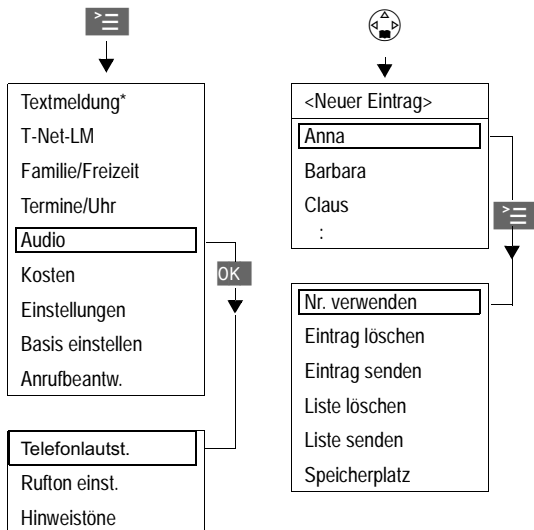 Textmeldung*
T-Net-LM
Familie/Freizeit
Termine/Uhr
Audio
Kosten
Einstellungen
Basis einstellen
Anrufbeantw.
OK
Telefonlautst.
Rufton einst.
Hinweistöne
<Neuer Eintrag>
Anna
Barbara
Claus
:
Nr. verwenden
Eintrag löschen
Eintrag senden
Liste löschen
Liste senden
Speicherplatz